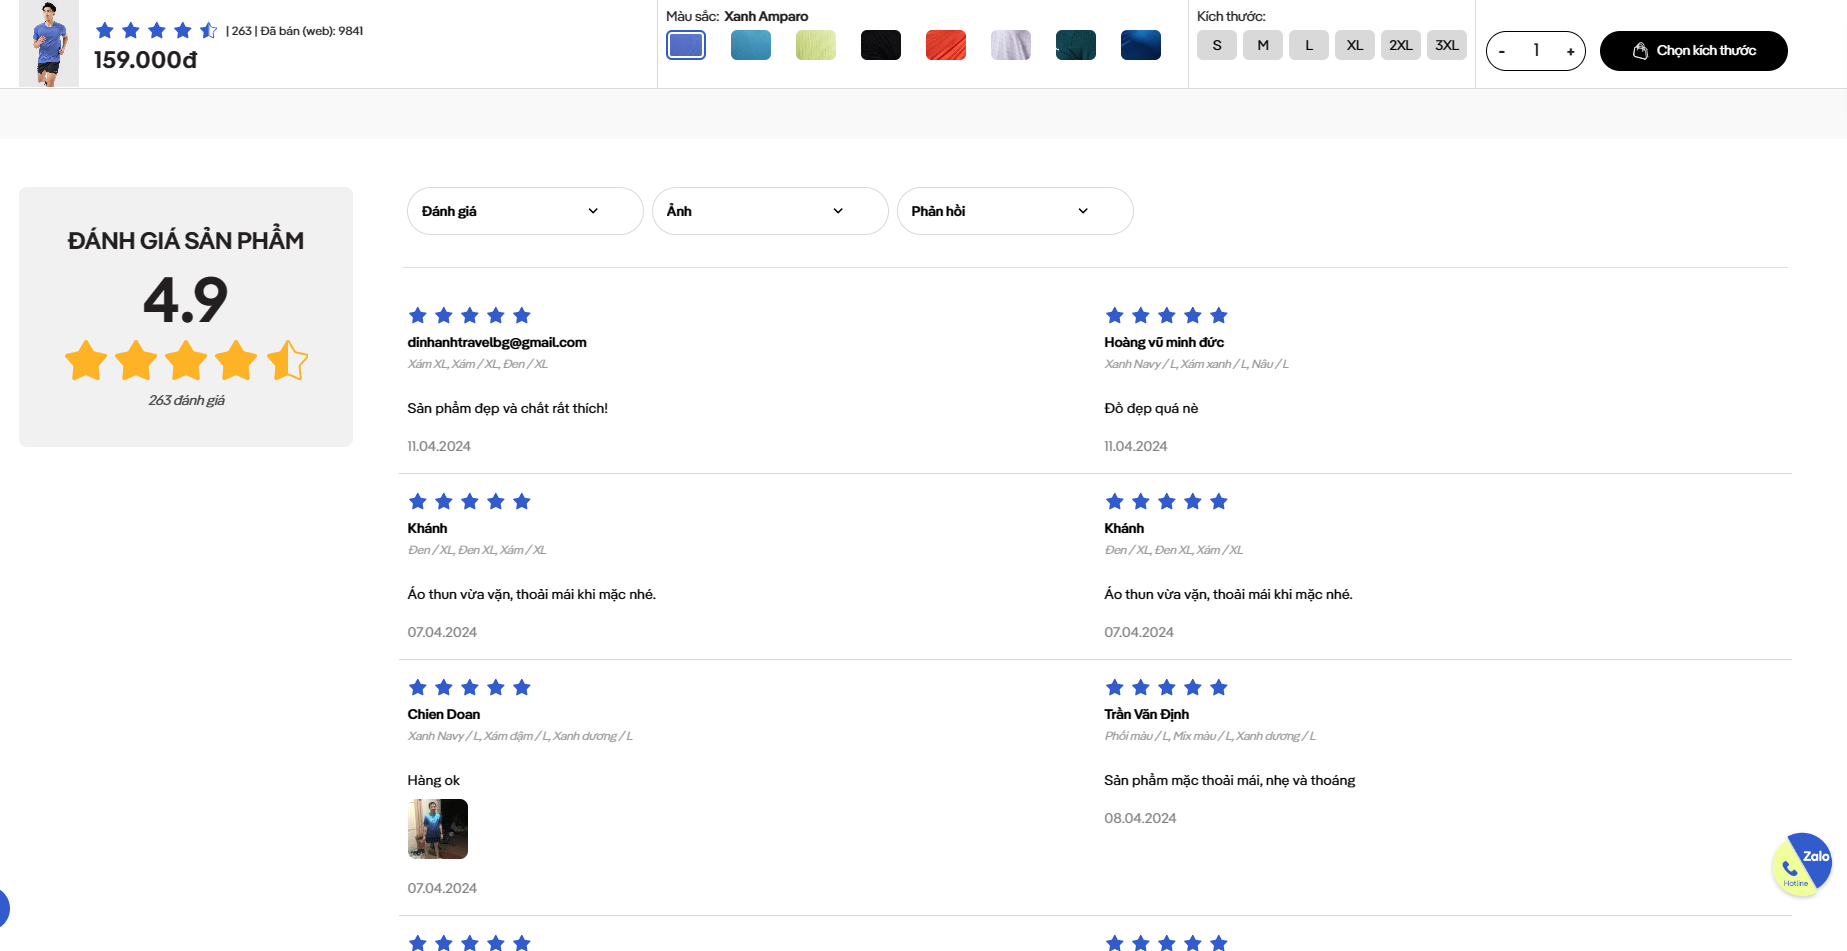 | 263 | Đã bán (web): 9841
159.000đ
Màu sắc: Xanh Amparo
Kích thước:
S M L XL 2XL 3XL
- 1 +
Chọn kích thước
ĐÁNH GIÁ SẢN PHẨM
4.9
263 đánh giá
Đánh giá
Ảnh
Phản hồi
dinhanhtravelbg@gmail.com
Xám XL, Xám / XL, Đen / XL
Sản phẩm đẹp và chất rất thích!
11.04.2024
Hoàng vũ minh đức
Xanh Navy / L, Xám xanh / L, Nâu / L
Đồ đẹp quá nè
11.04.2024
Khánh
Đen / XL, Đen XL, Xám / XL
Áo thun vừa vặn, thoải mái khi mặc nhé.
07.04.2024
Khánh
Đen / XL, Đen XL, Xám / XL
Áo thun vừa vặn, thoải mái khi mặc nhé.
07.04.2024
Chien Doan
Xanh Navy / L, Xám đậm / L, Xanh dương / L
Hàng ok
07.04.2024
Trần Văn Định
Phối màu / L, Mix màu / L, Xanh dương / L
Sản phẩm mặc thoải mái, nhẹ và thoáng
08.04.2024
Zalo
Hotline